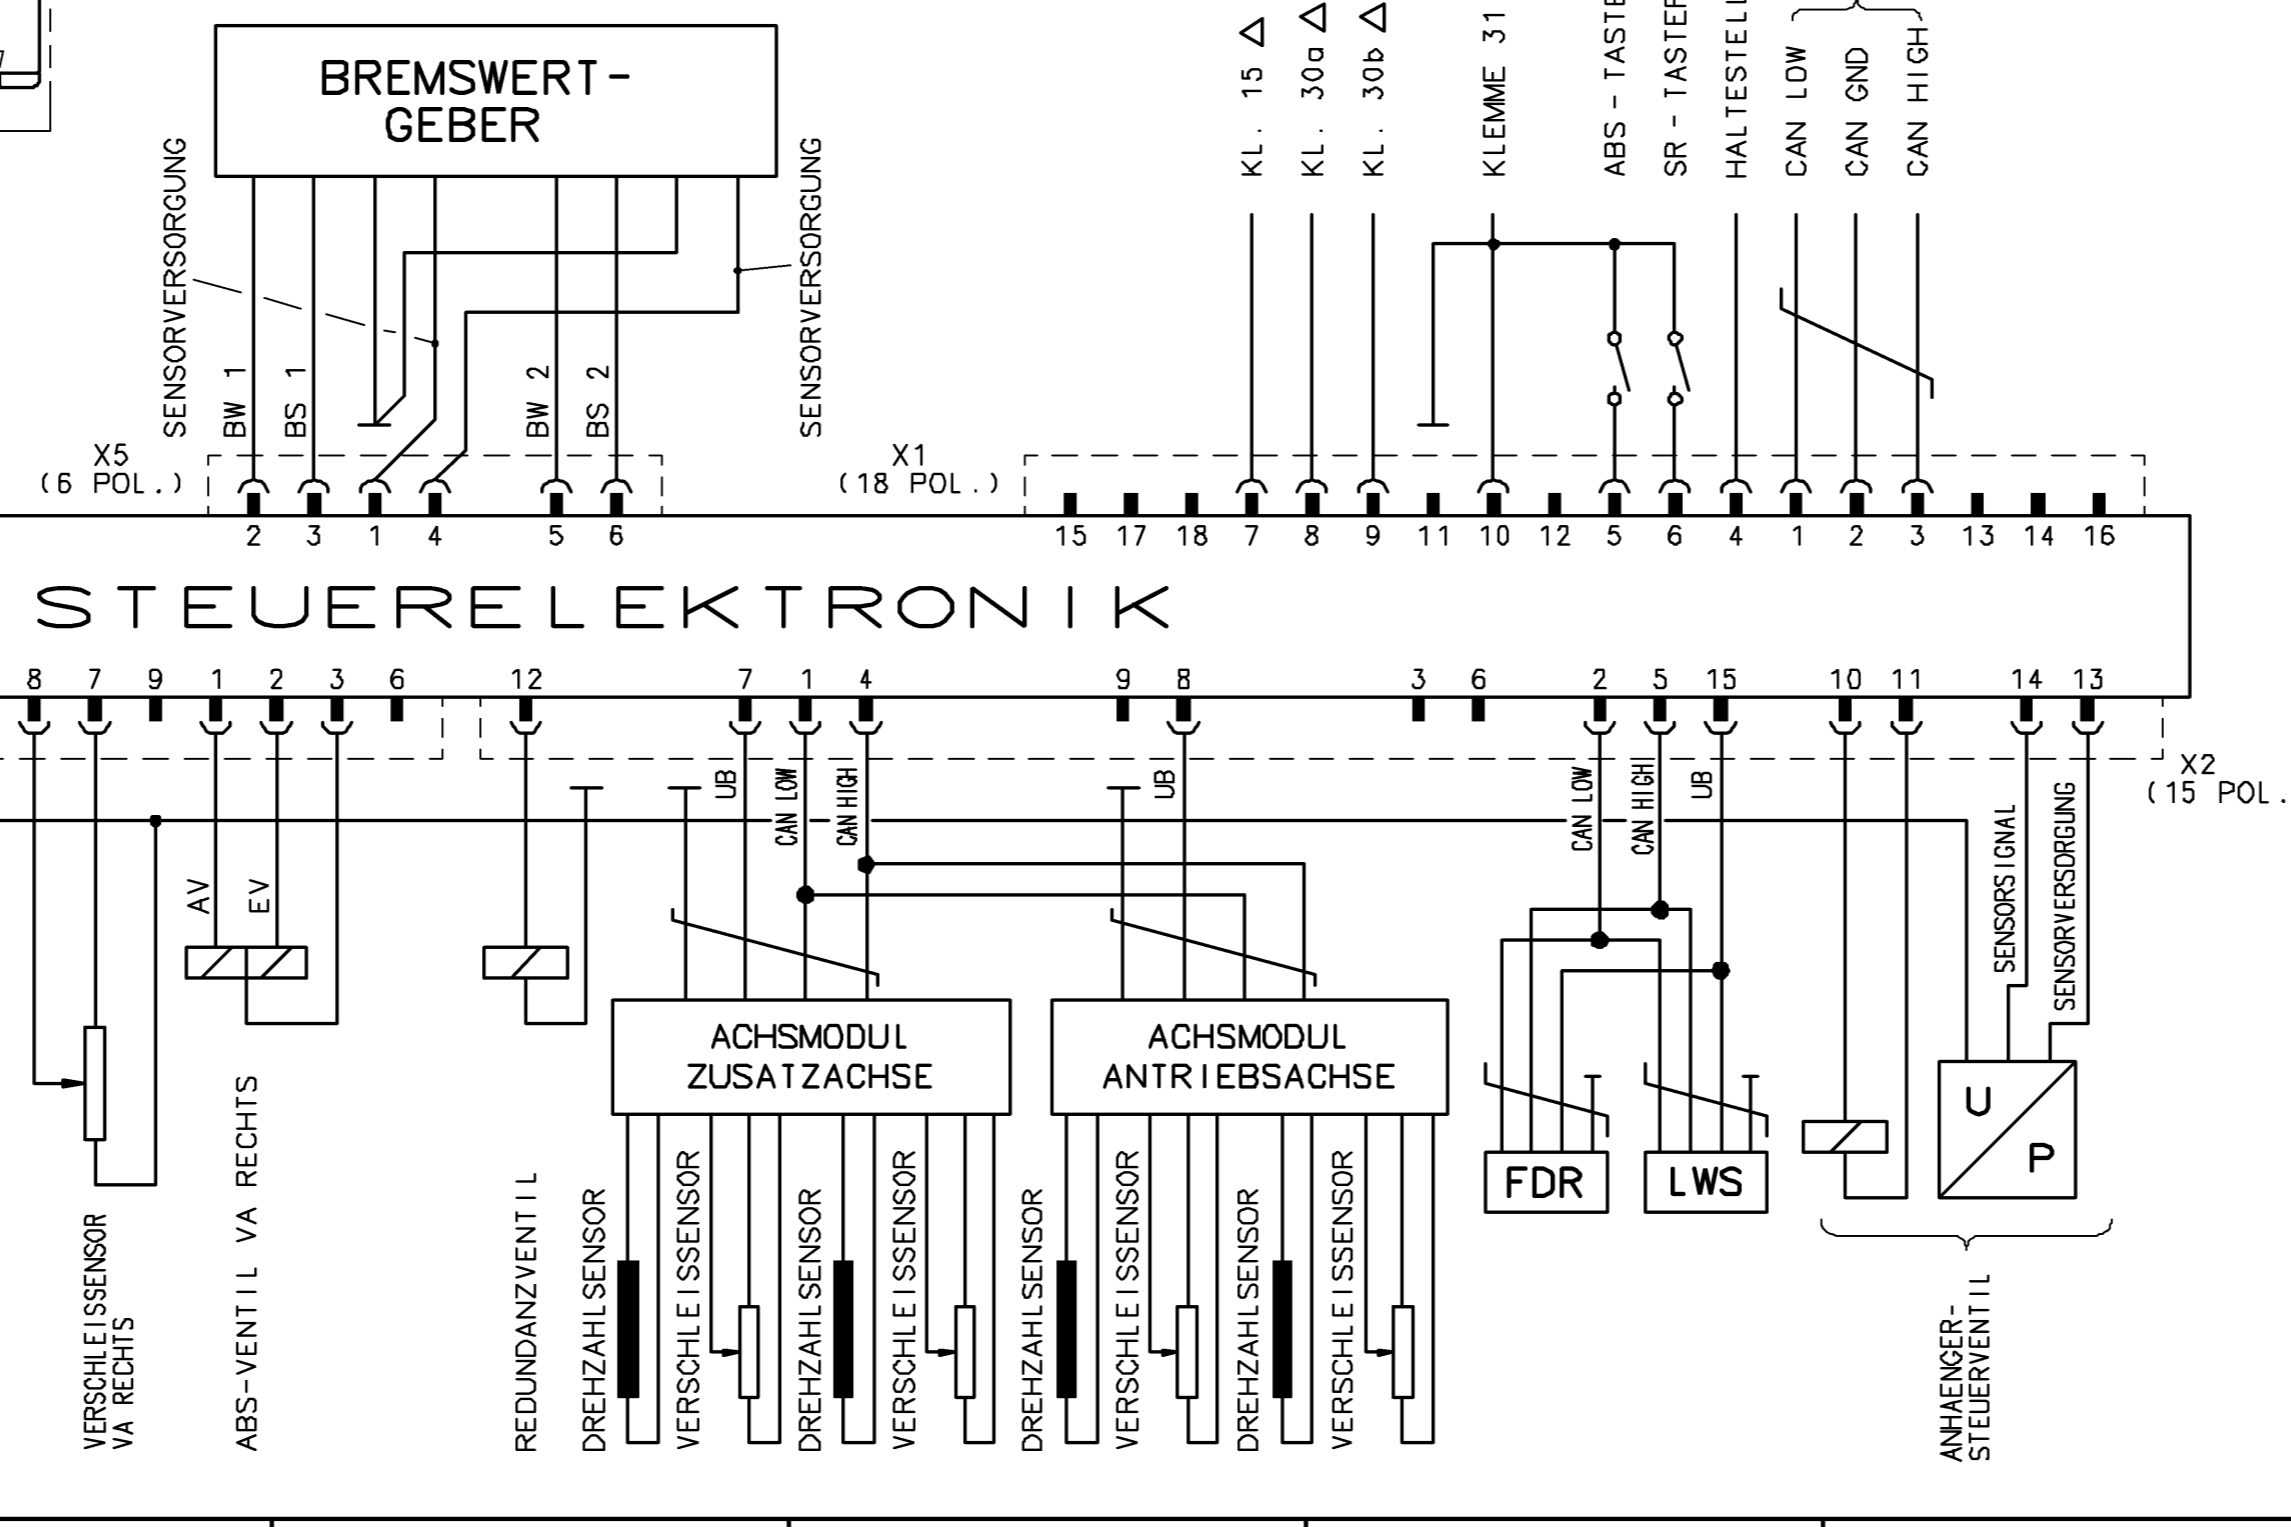 BREMSWERT-
GEBER
SENSORVERSORGUNG
SENSORVERSORGUNG
BW 1
BS 1
BW 2
BS 2
KL. 15
KL. 30a
KL. 30b
KLEMME 31
CAN LOW
CAN GND
CAN HIGH
X5
(6 POL.)
X1
(18 POL.)
2 3 1 4 5 6
15 17 18 7 8 9 11 10 12 5 6 4 1 2 3 13 14 16
STEUERELEKTRONIK
8 7 9 1 2 3 6 12 7 1 4 9 8 3 6 2 5 15 10 11 14 13
X2
(15 POL.
UB
CAN LOW
CAN HIGH
UB
CAN LOW
CAN HIGH
UB
SENSORSIGNAL
SENSORVERSORGUNG
AV
EV
ACHSMODUL
ZUSATZACHSE
ACHSMODUL
ANTRIEBSACHSE
FDR
LWS
U
P
VERSCHLEISSENSOR
VA RECHTS
ABS-VENTIL VA RECHTS
REDUNDANZVENTIL
DREHZAHLSENSOR
VERSCHLEISSENSOR
DREHZAHLSENSOR
VERSCHLEISSENSOR
DREHZAHLSENSOR
VERSCHLEISSENSOR
DREHZAHLSENSOR
VERSCHLEISSENSOR
ANHAENGER-
STEUERVENTIL